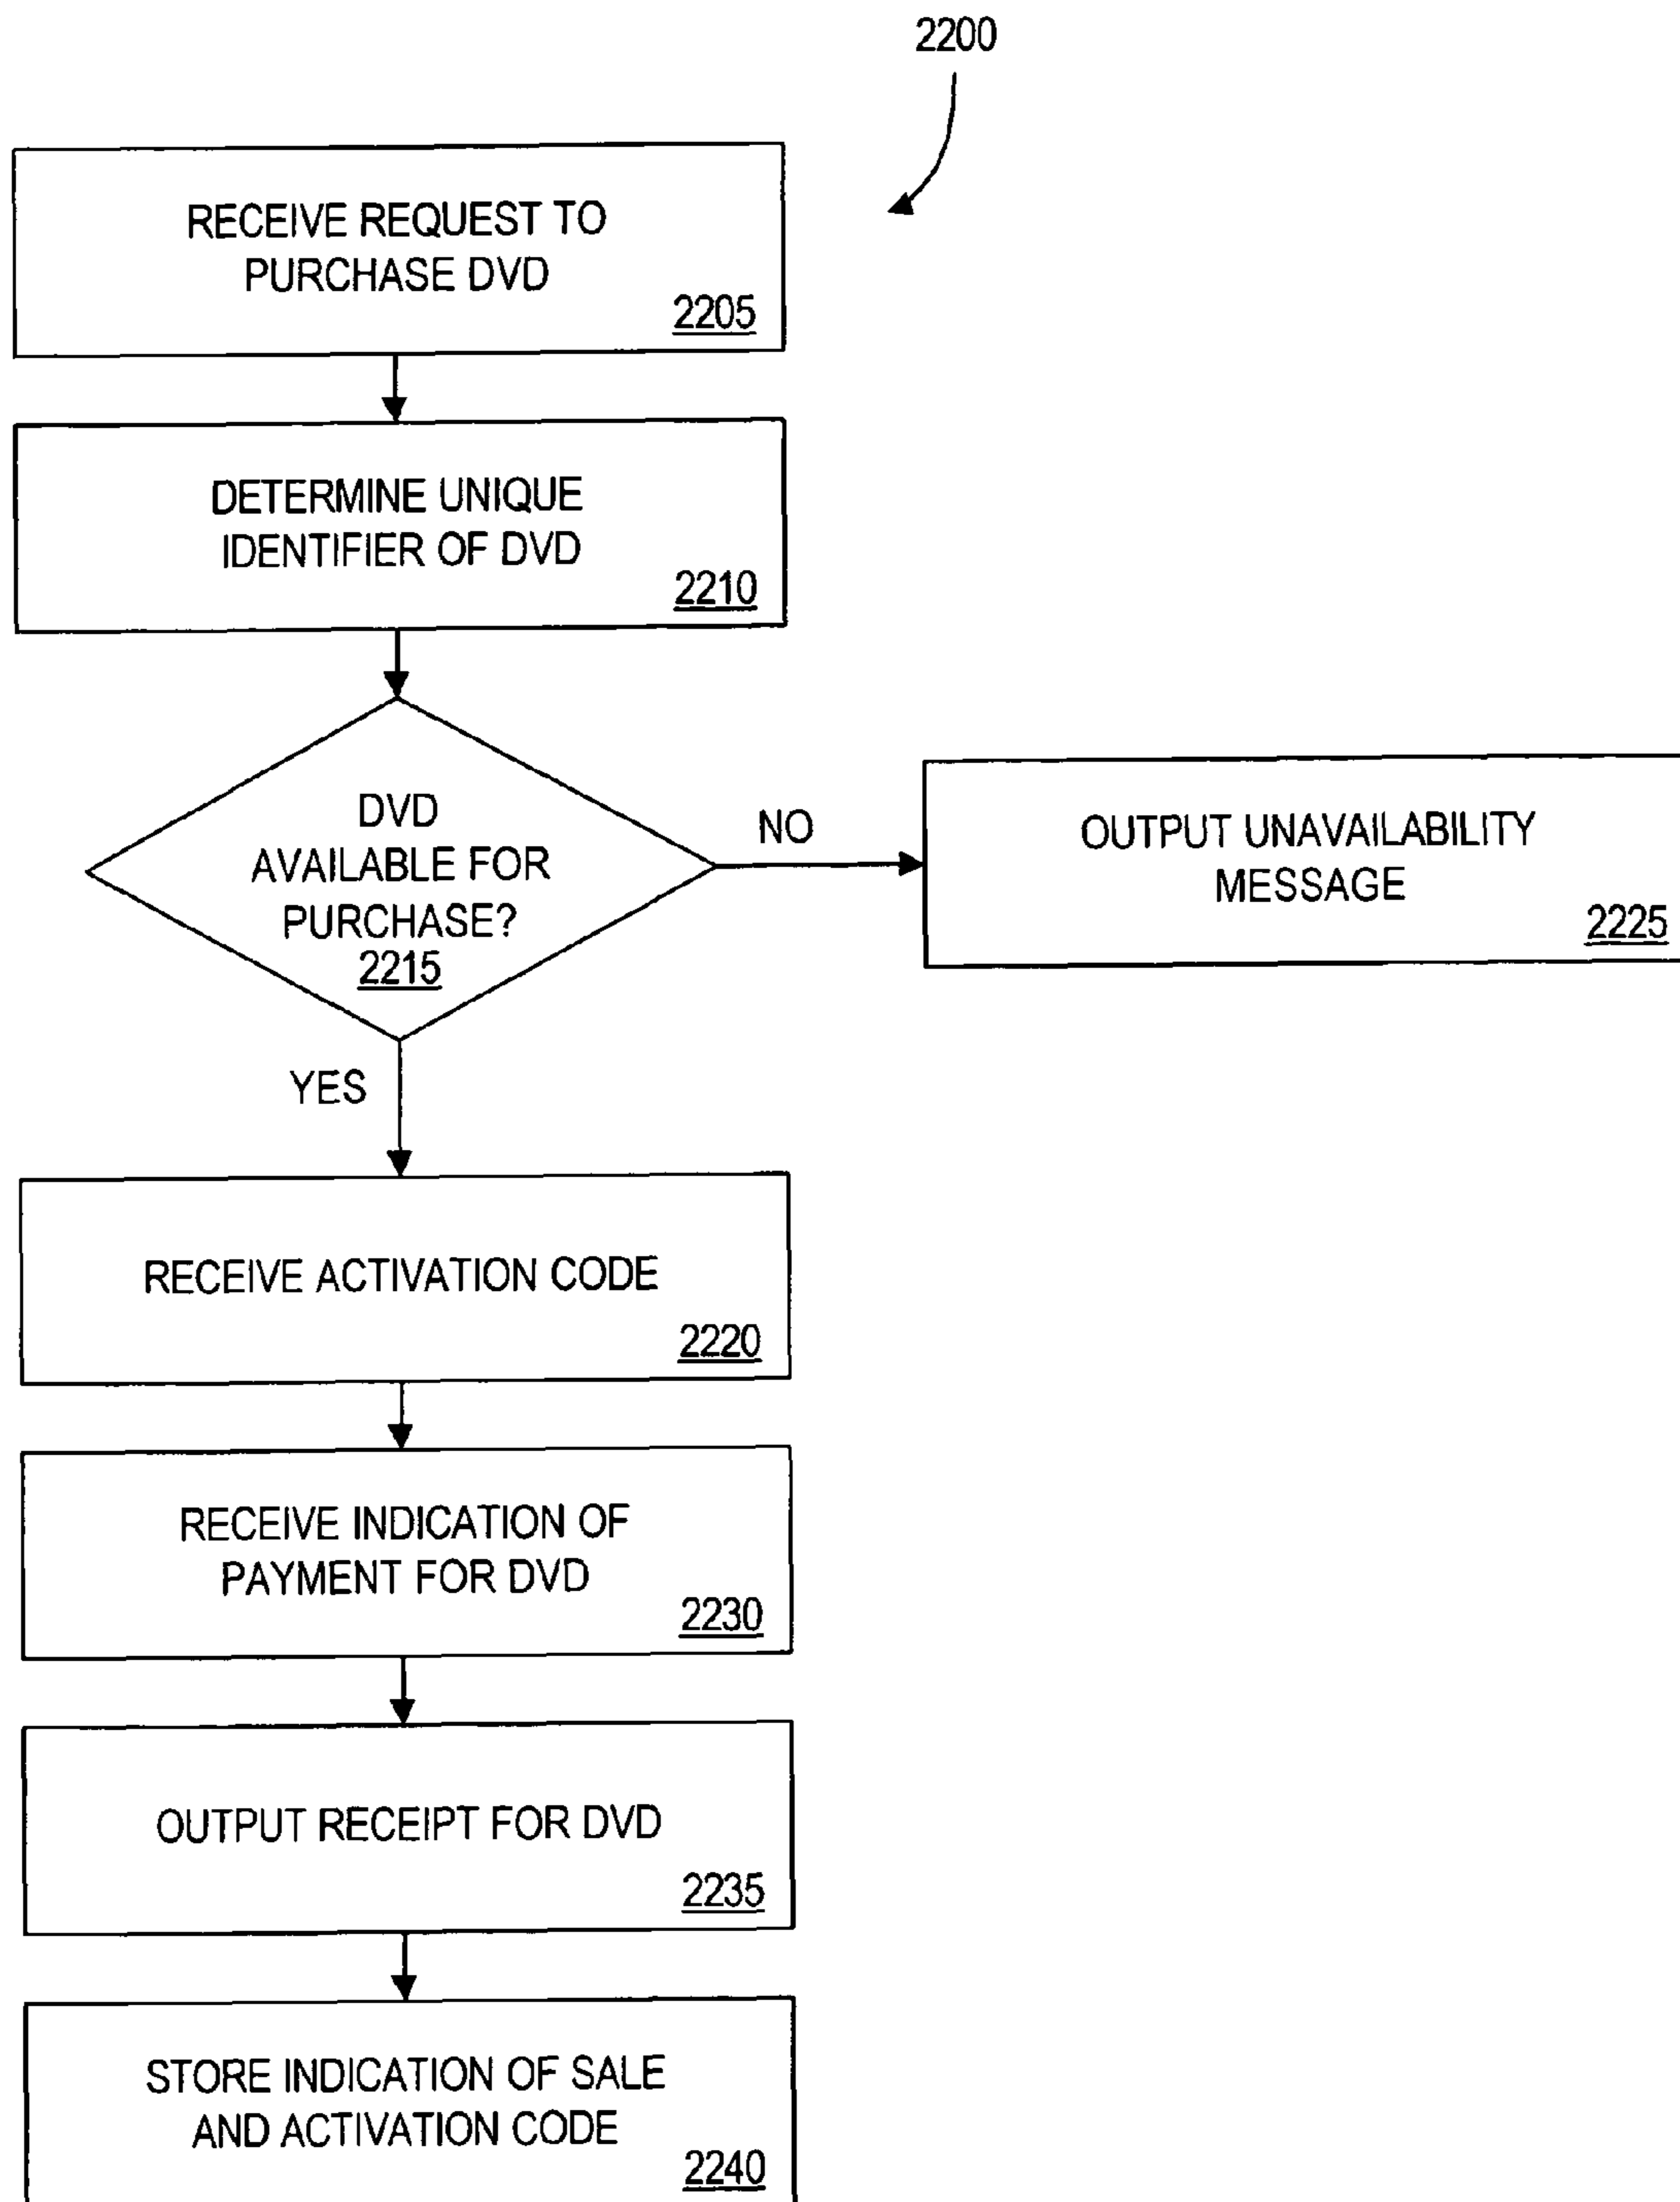 2200
RECEIVE REQUEST TO
PURCHASE DVD
2205
DETERMINE UNIQUE
IDENTIFIER OF DVD
2210
DVD
AVAILABLE FOR
PURCHASE?
2215
NO
OUTPUT UNAVAILABILITY
MESSAGE
2225
YES
RECEIVE ACTIVATION CODE
2220
RECEIVE INDICATION OF
PAYMENT FOR DVD
2230
OUTPUT RECEIPT FOR DVD
2235
STORE INDICATION OF SALE
AND ACTIVATION CODE
2240